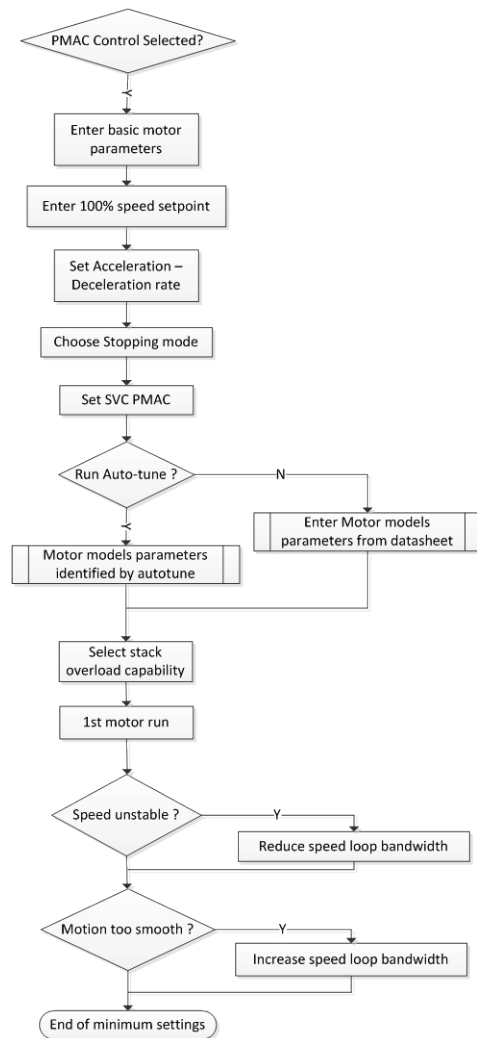 PMAC Control Selected?
Y
Enter basic motor
parameters
Enter 100% speed setpoint
Set Acceleration –
Deceleration rate
Choose Stopping mode
Set SVC PMAC
Run Auto-tune ?
N
Y
Enter Motor models
parameters from datasheet
Motor models parameters
identified by autotune
Select stack
overload capability
1st motor run
Speed unstable ?
Y
Reduce speed loop bandwidth
Motion too smooth ?
Y
Increase speed loop bandwidth
End of minimum settings